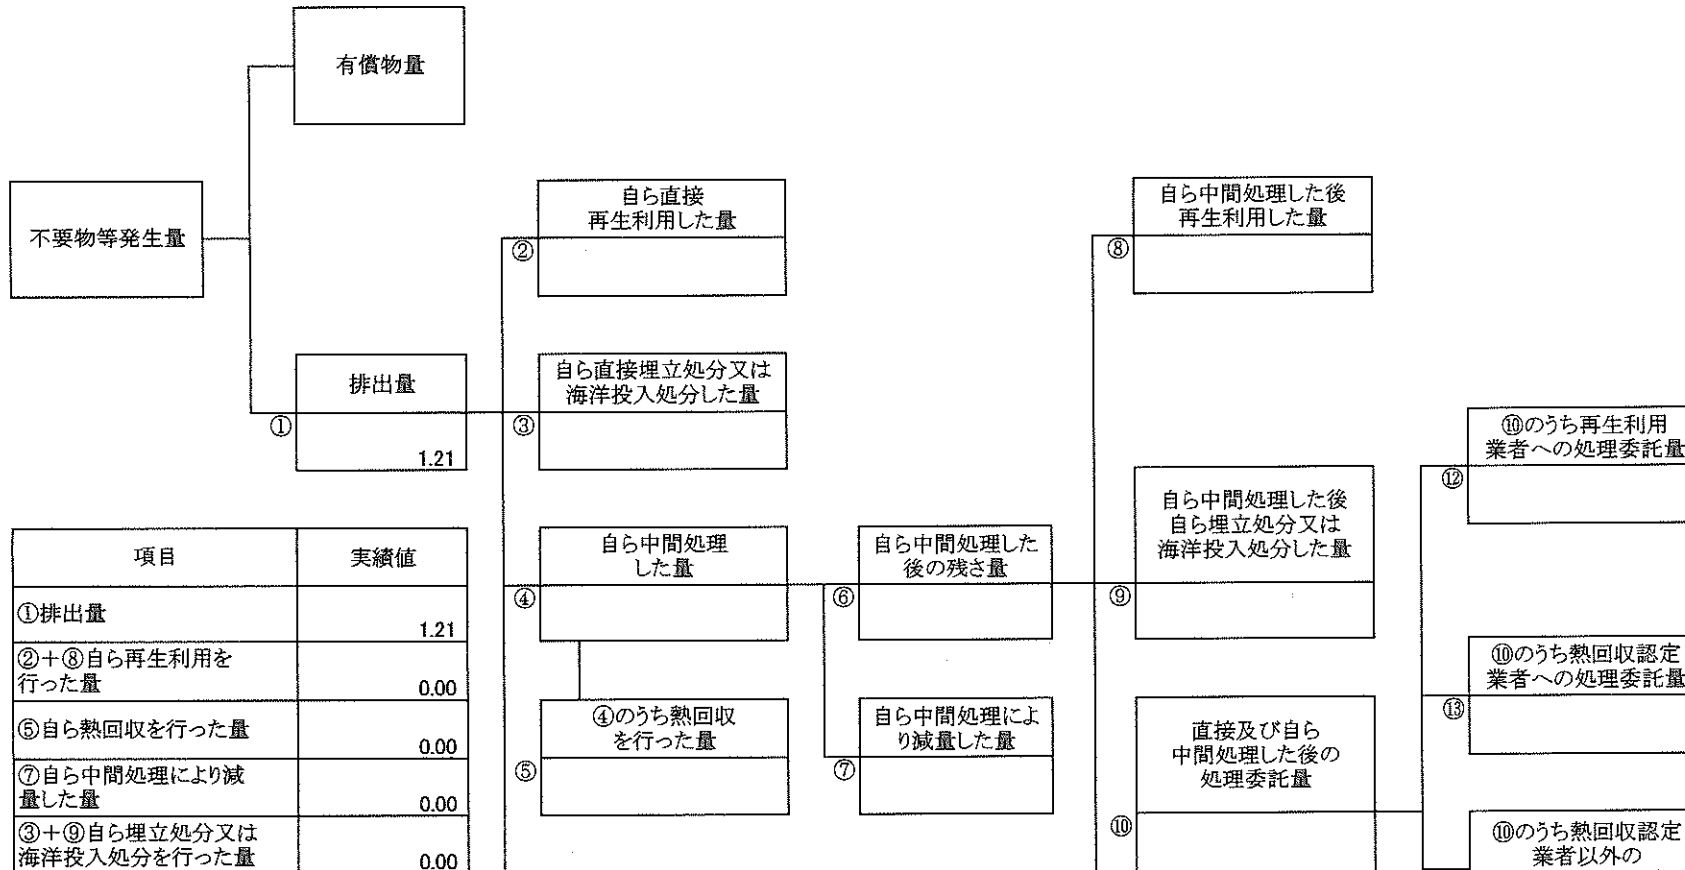 有償物量
不要物等発生量
排出量
①
1.21
自ら直接
再生利用した量
②
自ら直接埋立処分又は
海洋投入処分した量
③
自ら中間処理
した量
④
④のうち熱回収
を行った量
⑤
自ら中間処理した
後の残さ量
⑥
自ら中間処理によ
り減量した量
⑦
自ら中間処理した後
再生利用した量
⑧
自ら中間処理した後
自ら埋立処分又は
海洋投入処分した量
⑨
直接及び自ら
中間処理した後の
処理委託量
⑩
⑩のうち再生利用
業者への処理委託量
⑫
⑩のうち熱回収認定
業者への処理委託量
⑬
⑩のうち熱回収認定
業者以外の
項目 実績値
①排出量 1.21
②+⑧自ら再生利用を
行った量 0.00
⑤自ら熱回収を行った量 0.00
⑦自ら中間処理により減
量した量 0.00
③+⑨自ら埋立処分又は
海洋投入処分を行った量 0.00